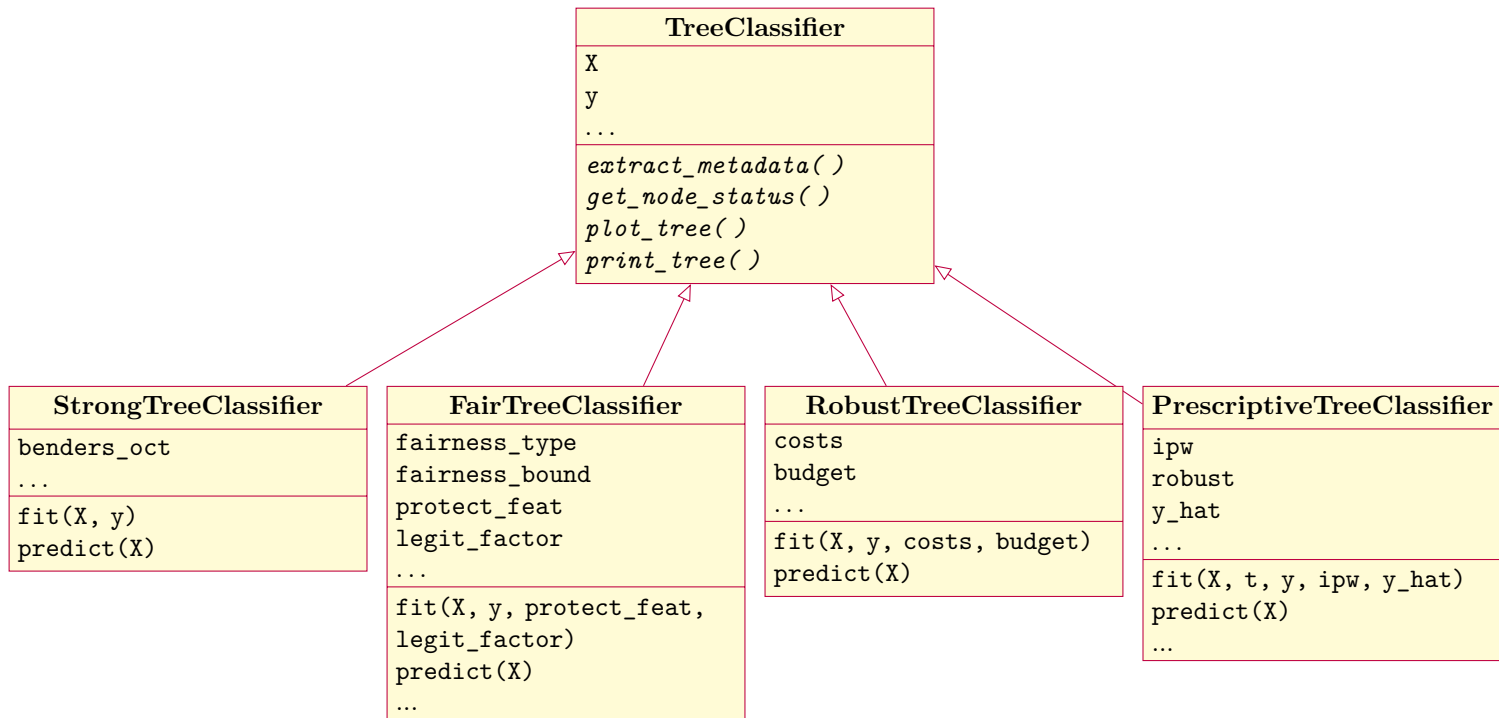 TreeClassifier
X
y
...
extract_metadata( )
get_node_status( )
plot_tree( )
print_tree( )
StrongTreeClassifier
benders_oct
...
fit(X, y)
predict(X)
FairTreeClassifier
fairness_type
fairness_bound
protect_feat
legit_factor
...
fit(X, y, protect_feat,
legit_factor)
predict(X)
...
RobustTreeClassifier
costs
budget
...
fit(X, y, costs, budget)
predict(X)
PrescriptiveTreeClassifier
ipw
robust
y_hat
...
fit(X, t, y, ipw, y_hat)
predict(X)
...